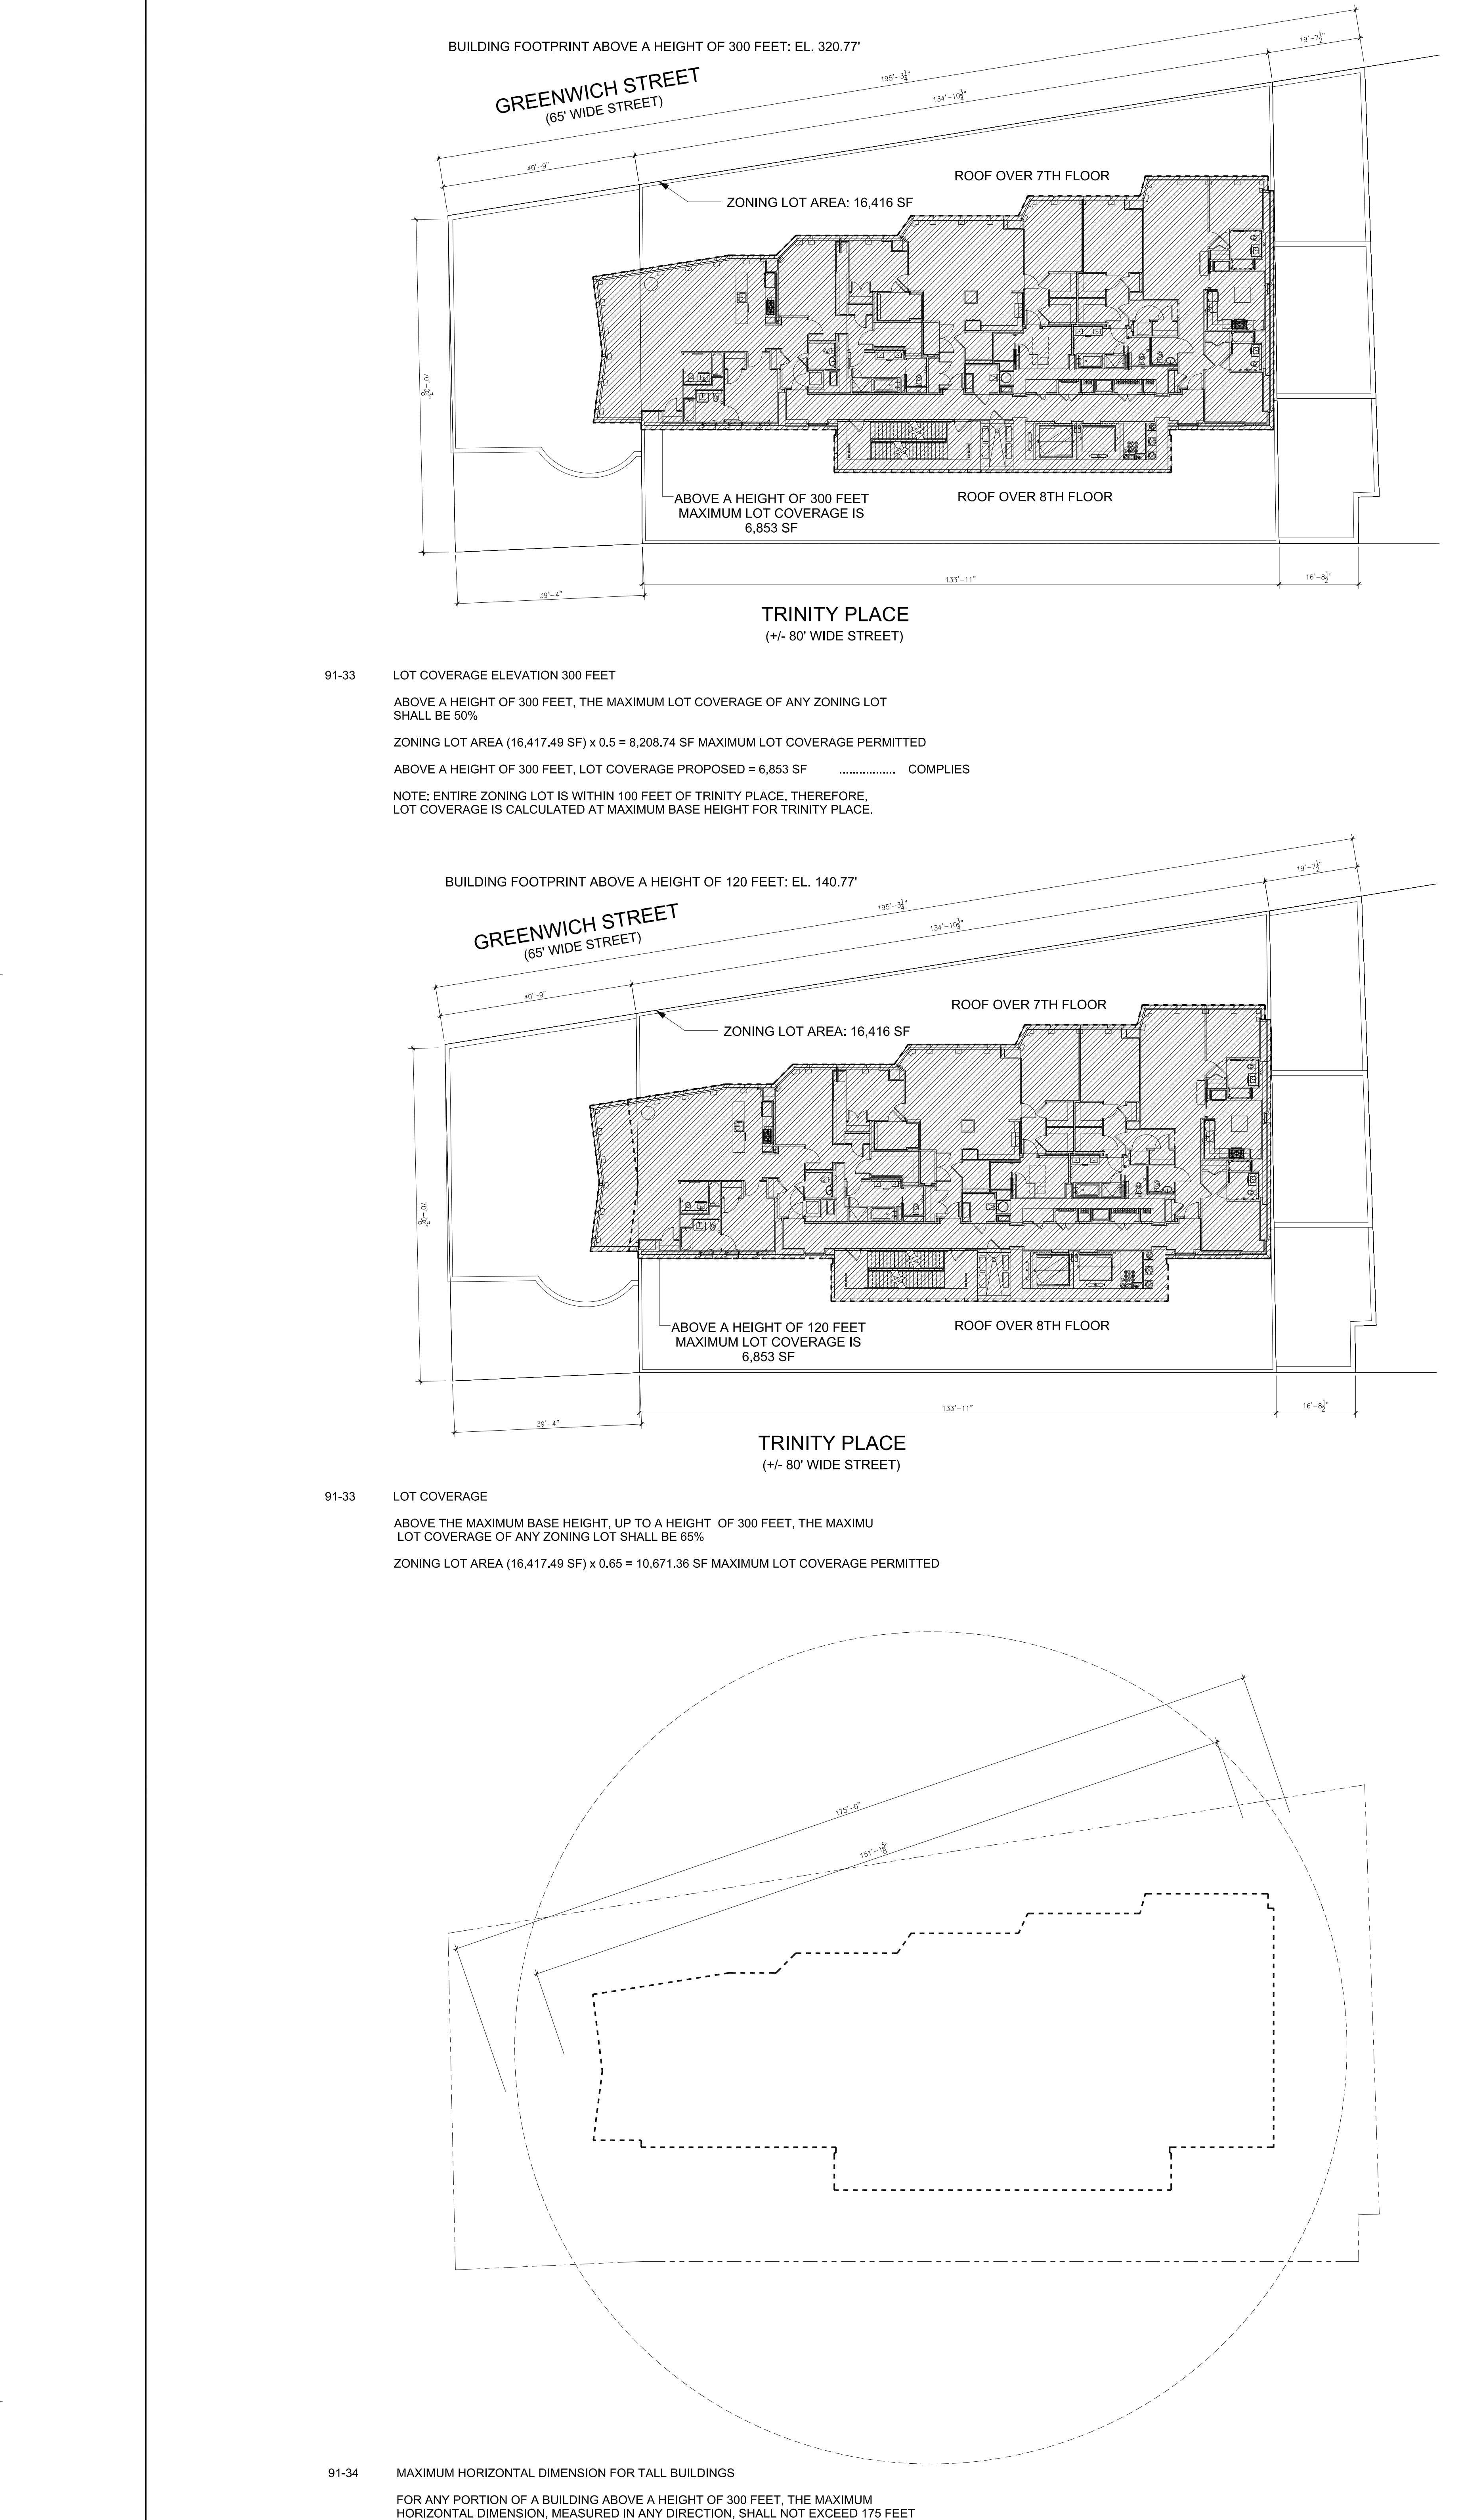 BUILDING FOOTPRINT ABOVE A HEIGHT OF 300 FEET: EL. 320.77'
19'-7½"
195'-3¼"
GREENWICH STREET
(65' WIDE STREET)
134'-10¾"
40'-9"
ROOF OVER 7TH FLOOR
ZONING LOT AREA: 16,416 SF
ABOVE A HEIGHT OF 300 FEET
MAXIMUM LOT COVERAGE IS
6,853 SF
ROOF OVER 8TH FLOOR
133'-11"
16'-8½"
39'-4"
TRINITY PLACE
(+/- 80' WIDE STREET)
91-33 LOT COVERAGE ELEVATION 300 FEET
ABOVE A HEIGHT OF 300 FEET, THE MAXIMUM LOT COVERAGE OF ANY ZONING LOT
SHALL BE 50%
ZONING LOT AREA (16,417.49 SF) x 0.5 = 8,208.74 SF MAXIMUM LOT COVERAGE PERMITTED
ABOVE A HEIGHT OF 300 FEET, LOT COVERAGE PROPOSED = 6,853 SF ................ COMPLIES
NOTE: ENTIRE ZONING LOT IS WITHIN 100 FEET OF TRINITY PLACE. THEREFORE,
LOT COVERAGE IS CALCULATED AT MAXIMUM BASE HEIGHT FOR TRINITY PLACE.
BUILDING FOOTPRINT ABOVE A HEIGHT OF 120 FEET: EL. 140.77'
19'-7½"
195'-3¼"
GREENWICH STREET
(65' WIDE STREET)
134'-10¾"
40'-9"
ROOF OVER 7TH FLOOR
ZONING LOT AREA: 16,416 SF
ABOVE A HEIGHT OF 120 FEET
MAXIMUM LOT COVERAGE IS
6,853 SF
ROOF OVER 8TH FLOOR
133'-11"
16'-8½"
39'-4"
TRINITY PLACE
(+/- 80' WIDE STREET)
91-33 LOT COVERAGE
ABOVE THE MAXIMUM BASE HEIGHT, UP TO A HEIGHT OF 300 FEET, THE MAXIMU
LOT COVERAGE OF ANY ZONING LOT SHALL BE 65%
ZONING LOT AREA (16,417.49 SF) x 0.65 = 10,671.36 SF MAXIMUM LOT COVERAGE PERMITTED
175'-0"
91-34 MAXIMUM HORIZONTAL DIMENSION FOR TALL BUILDINGS
FOR ANY PORTION OF A BUILDING ABOVE A HEIGHT OF 300 FEET, THE MAXIMUM
HORIZONTAL DIMENSION, MEASURED IN ANY DIRECTION, SHALL NOT EXCEED 175 FEET